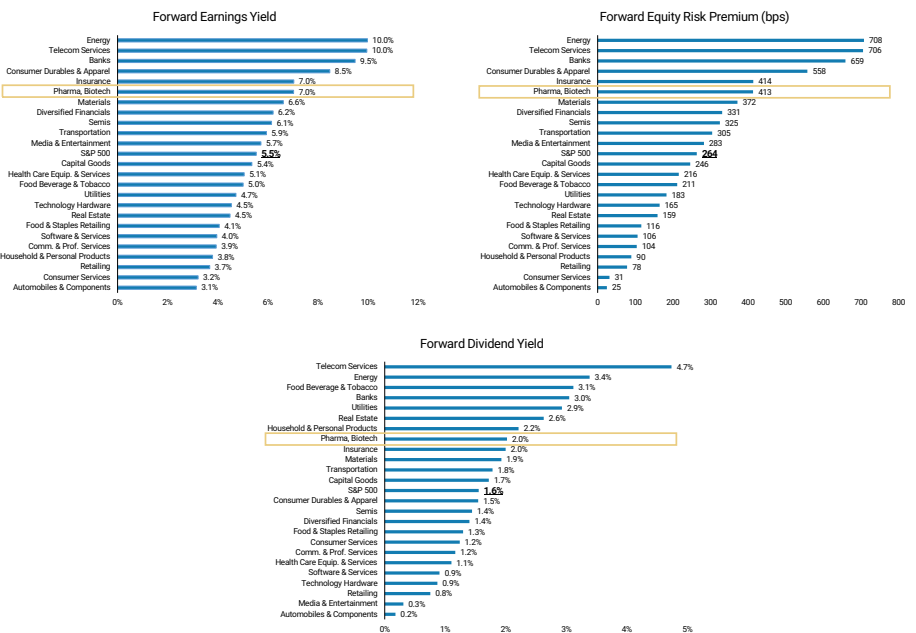 Forward Earnings Yield
Energy 10.0%
Telecom Services 10.0%
Banks 9.5%
Consumer Durables & Apparel 8.5%
Insurance 7.0%
Pharma, Biotech 7.0%
Materials 6.6%
Diversified Financials 6.2%
Semis 6.1%
Transportation 5.9%
Media & Entertainment 5.7%
S&P 500 5.5%
Capital Goods 5.4%
Health Care Equip. & Services 5.1%
Food Beverage & Tobacco 5.0%
Utilities 4.7%
Technology Hardware 4.5%
Real Estate 4.5%
Food & Staples Retailing 4.1%
Software & Services 4.0%
Comm. & Prof. Services 3.9%
Household & Personal Products 3.8%
Retailing 3.7%
Consumer Services 3.2%
Automobiles & Components 3.1%
0% 2% 4% 6% 8% 10% 12%
Forward Equity Risk Premium (bps)
Energy 708
Telecom Services 706
Banks 659
Consumer Durables & Apparel 558
Insurance 414
Pharma, Biotech 413
Materials 372
Diversified Financials 331
Semis 325
Transportation 305
Media & Entertainment 283
S&P 500 264
Capital Goods 246
Health Care Equip. & Services 216
Food Beverage & Tobacco 211
Utilities 183
Technology Hardware 165
Real Estate 159
Food & Staples Retailing 116
Software & Services 106
Comm. & Prof. Services 104
Household & Personal Products 90
Retailing 78
Consumer Services 31
Automobiles & Components 25
0 100 200 300 400 500 600 700 800
Forward Dividend Yield
Telecom Services 4.7%
Energy 3.4%
Food Beverage & Tobacco 3.1%
Banks 3.0%
Utilities 2.9%
Real Estate 2.6%
Household & Personal Products 2.2%
Pharma, Biotech 2.0%
Insurance 2.0%
Materials 1.9%
Transportation 1.8%
Capital Goods 1.7%
S&P 500 1.6%
Consumer Durables & Apparel 1.5%
Semis 1.4%
Diversified Financials 1.4%
Food & Staples Retailing 1.3%
Consumer Services 1.2%
Comm. & Prof. Services 1.2%
Health Care Equip. & Services 1.1%
Software & Services 0.9%
Technology Hardware 0.9%
Retailing 0.8%
Media & Entertainment 0.3%
Automobiles & Components 0.2%
0% 1% 2% 3% 4% 5%